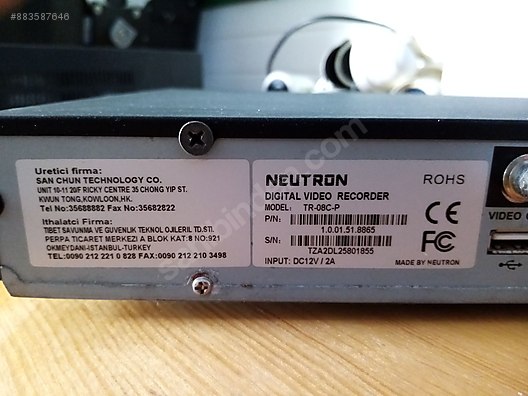 #883587646
Uretici firma:
SAN CHUN TECHNOLOGY CO.
UNIT 10-11 20F RICKY CENTRE 35 CHONG YIP ST.
KWUN TONG,KOWLOON,HK.
Tel No:35688882 Fax No:35682822
Ithalatci Firma:
TIBET SAVUNMA VE GUVENLIK TEKNOL OJILERIL TD.STI.
PERPA TICARET MERKEZI A BLOK KAT:8 NO:921
OKMEYDANI-ISTANBUL-TURKEY
TEL:0090 212 221 0 828 FAX:0090 212 210 3498
NEUTRON
ROHS
DIGITAL VIDEO RECORDER
MODEL: TR-08C-P
P/N:
1.0.01.51.8865
S/N:
TZA2DL25801855
INPUT: DC12V / 2A
CE
FC
MADE BY NEUTRON
VIDEO